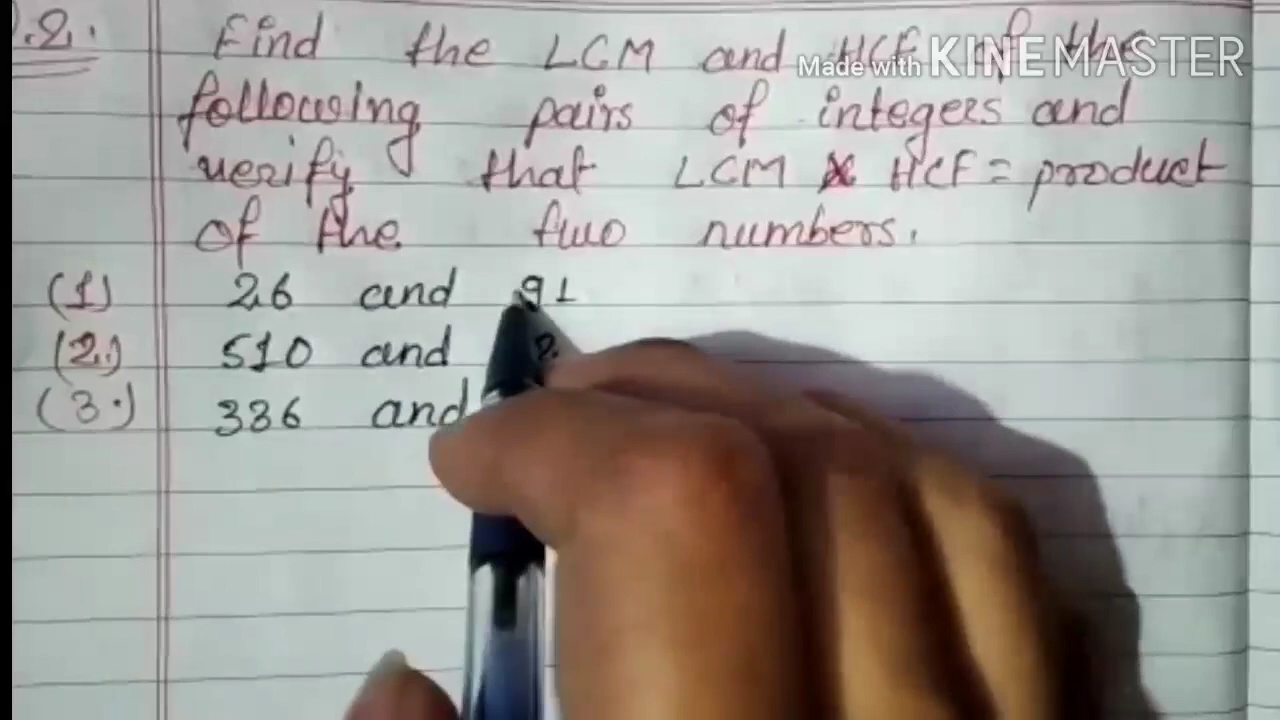 Q.2. Find the LCM and HCF of the
Made with KINEMASTER
following pairs of integers and
verify that LCM X HCF = product
of the two numbers.
(1) 26 and 91
(2.) 510 and
(3.) 336 and